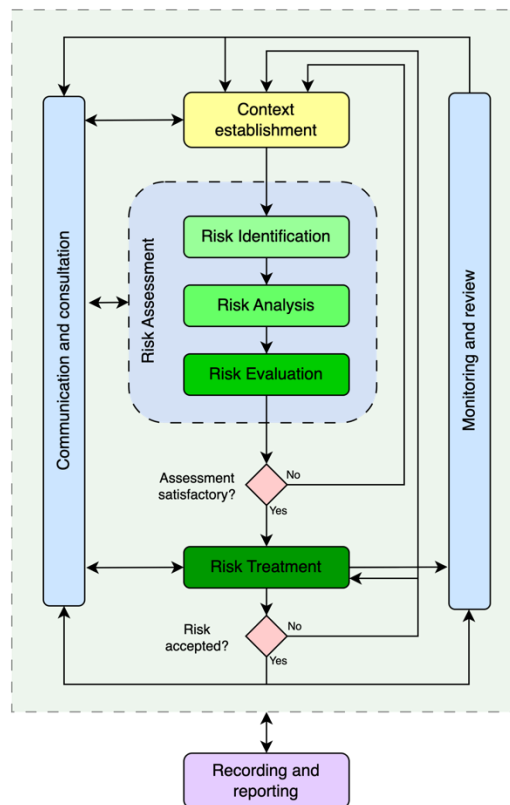 Context
establishment
Communication and consultation
Risk Assessment
Risk Identification
Risk Analysis
Risk Evaluation
Monitoring and review
Assessment
satisfactory?
No
Yes
Risk Treatment
Risk
accepted?
No
Yes
Recording and
reporting